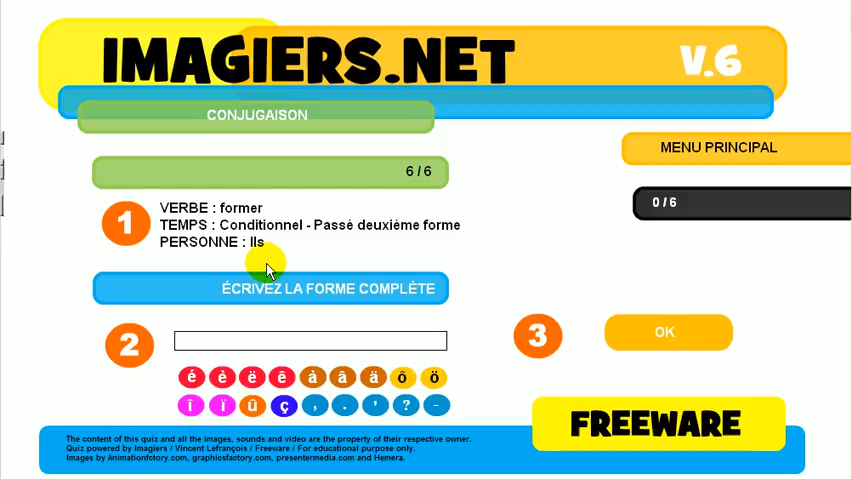 IMAGIERS.NET
V.6
CONJUGAISON
MENU PRINCIPAL
6 / 6
0 / 6
1
VERBE : former
TEMPS : Conditionnel - Passé deuxième forme
PERSONNE : Ils
ÉCRIVEZ LA FORME COMPLÈTE
2
3
OK
é è ë ê à â ä ô ö
î ï û ç , . ' ? -
FREEWARE
The content of this quiz and all the images, sounds and video are the property of their respective owner.
Quiz powered by Imagiers / Vincent Lefrançois / Freeware / For educational purpose only.
Images by Animationfctory.com, graphicsfactory.com, presentermedia.com and Hemera.